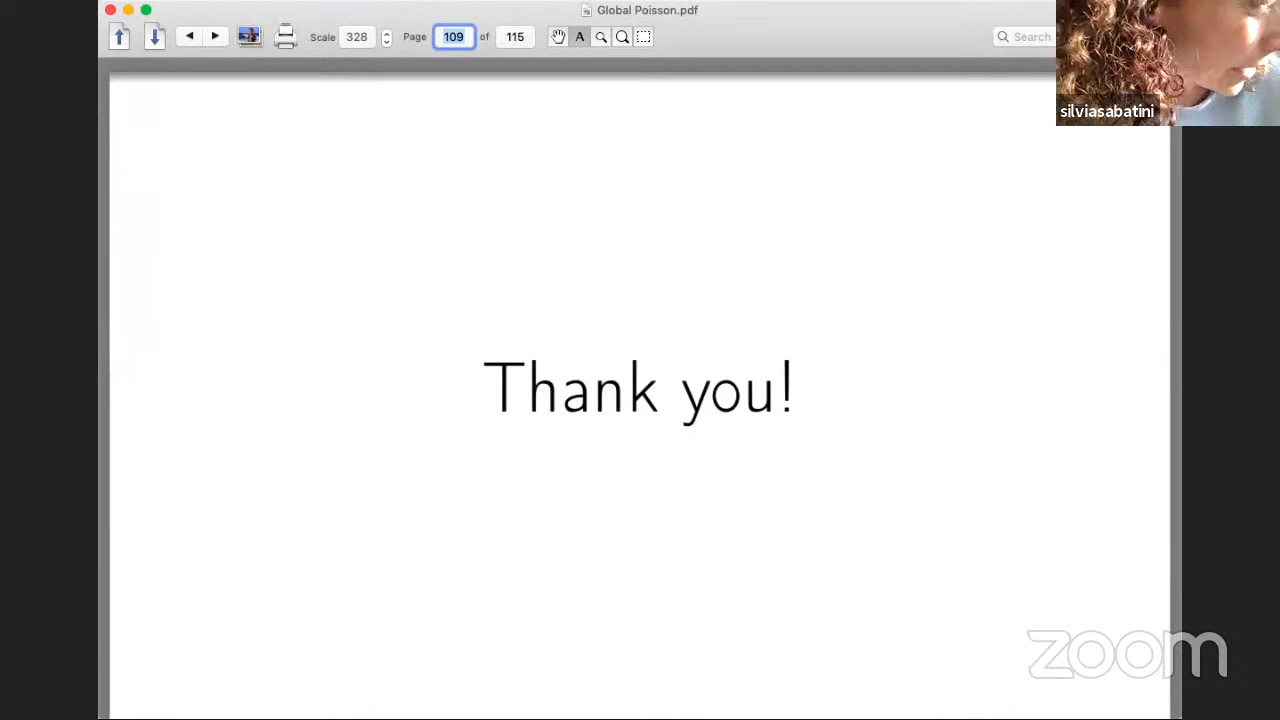 Global Poisson.pdf
Scale 328 Page 109 of 115 A Search
silviasabatini
Thank you!
zoom